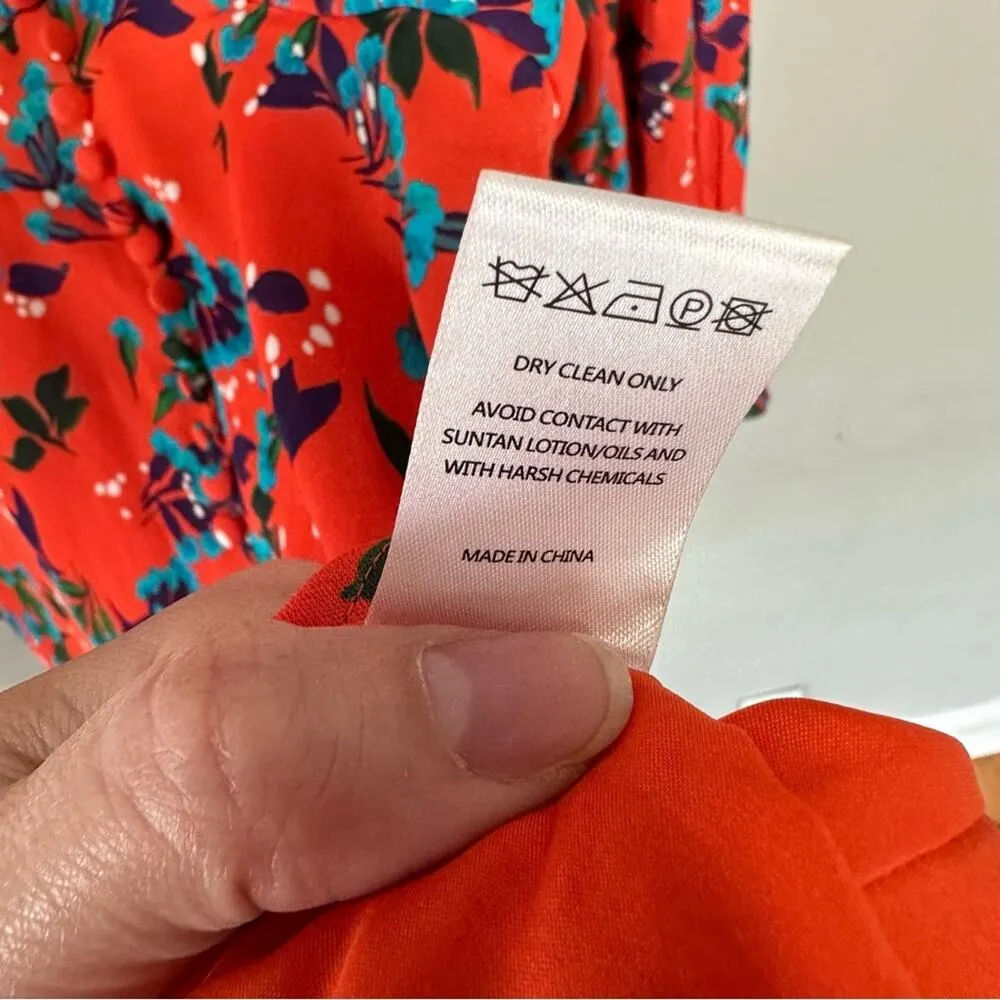 P
DRY CLEAN ONLY
AVOID CONTACT WITH
SUNTAN LOTION/OILS AND
WITH HARSH CHEMICALS
MADE IN CHINA